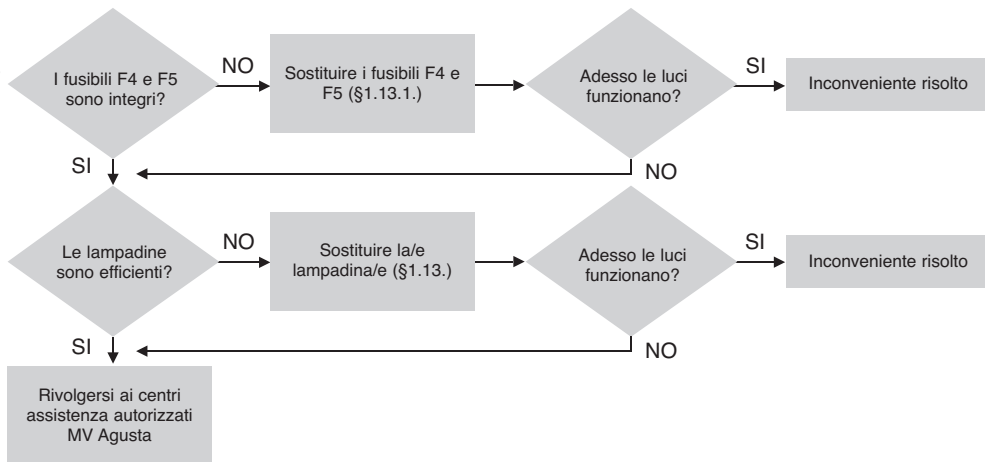 I fusibili F4 e F5
sono integri?
NO
Sostituire i fusibili F4 e
F5 (§1.13.1.)
Adesso le luci
funzionano?
SI
Inconveniente risolto
SI
NO
Le lampadine
sono efficienti?
NO
Sostituire la/e
lampadina/e (§1.13.)
Adesso le luci
funzionano?
SI
Inconveniente risolto
SI
NO
Rivolgersi ai centri
assistenza autorizzati
MV Agusta